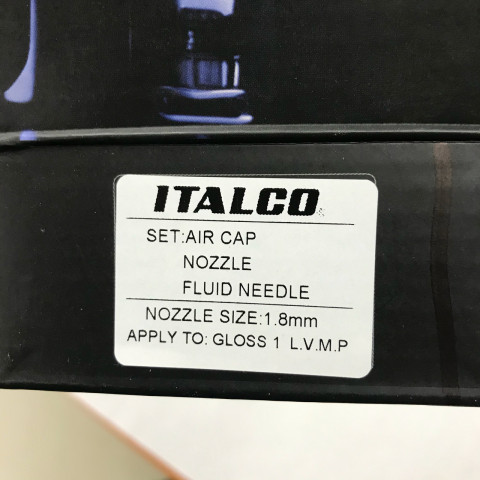 ITALCO
SET:AIR CAP
NOZZLE
FLUID NEEDLE
NOZZLE SIZE:1.8mm
APPLY TO: GLOSS 1 L.V.M.P